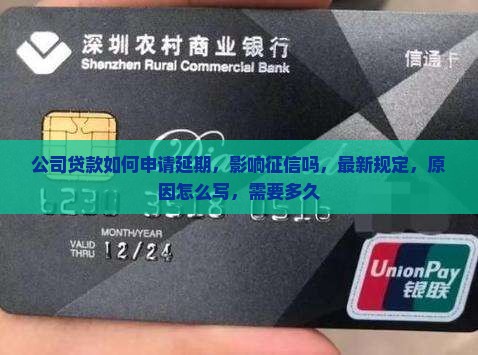 深圳农村商业银行
Shenzhen Rural Commercial Bank
信通卡
公司贷款如何申请延期，影响征信吗，最新规定，原
因怎么写，需要多久
MONTH/YEAR
VALID
THRU
12/24
UnionPay
银联